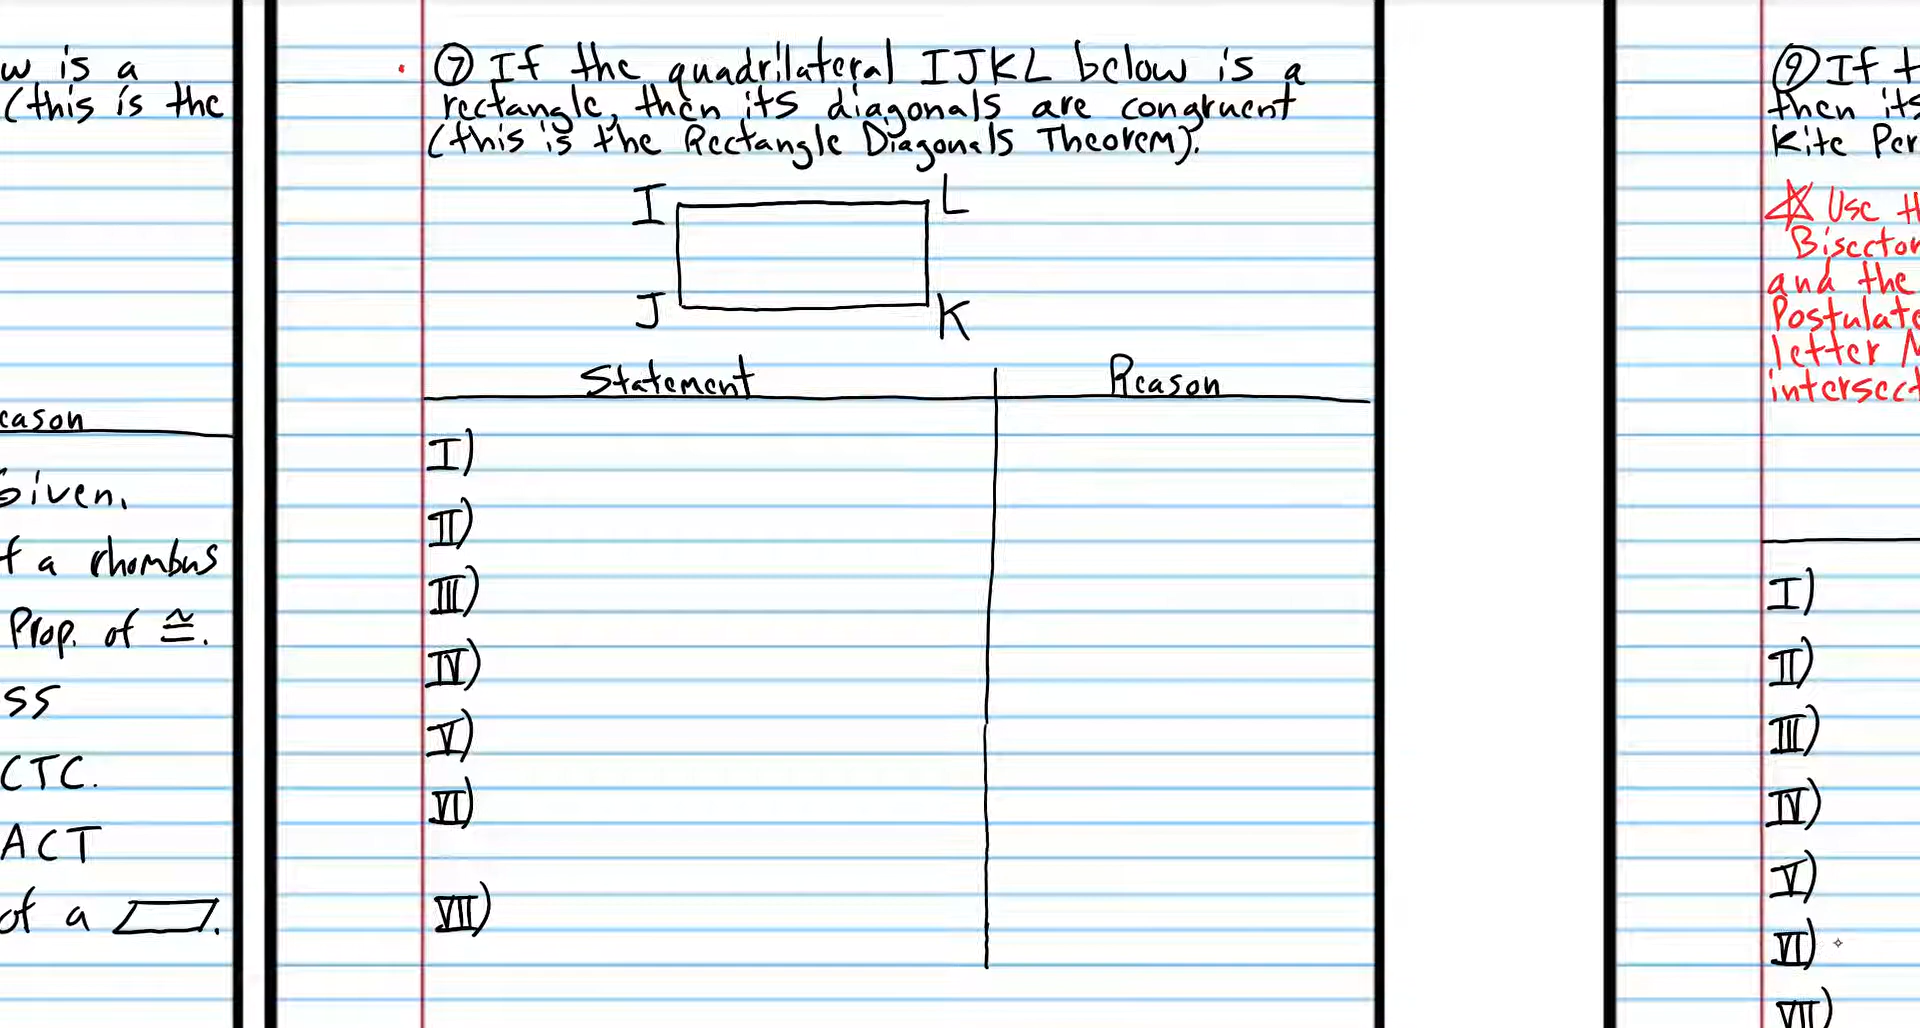 w is a
(this is the
eason
Given.
f a rhombus
Prop. of ≅.
SS
CTC.
ACT
of a ▱.
⑦ If the quadrilateral IJKL below is a
rectangle, then its diagonals are congruent
(this is the Rectangle Diagonals Theorem).
I L
J K
Statement Reason
I)
II)
III)
IV)
V)
VI)
VII)
⑨ If t
then its
Kite Per
☆ Use th
Bisector
and the
Postulate
letter M
intersect
I)
II)
III)
IV)
V)
VI)
VII)